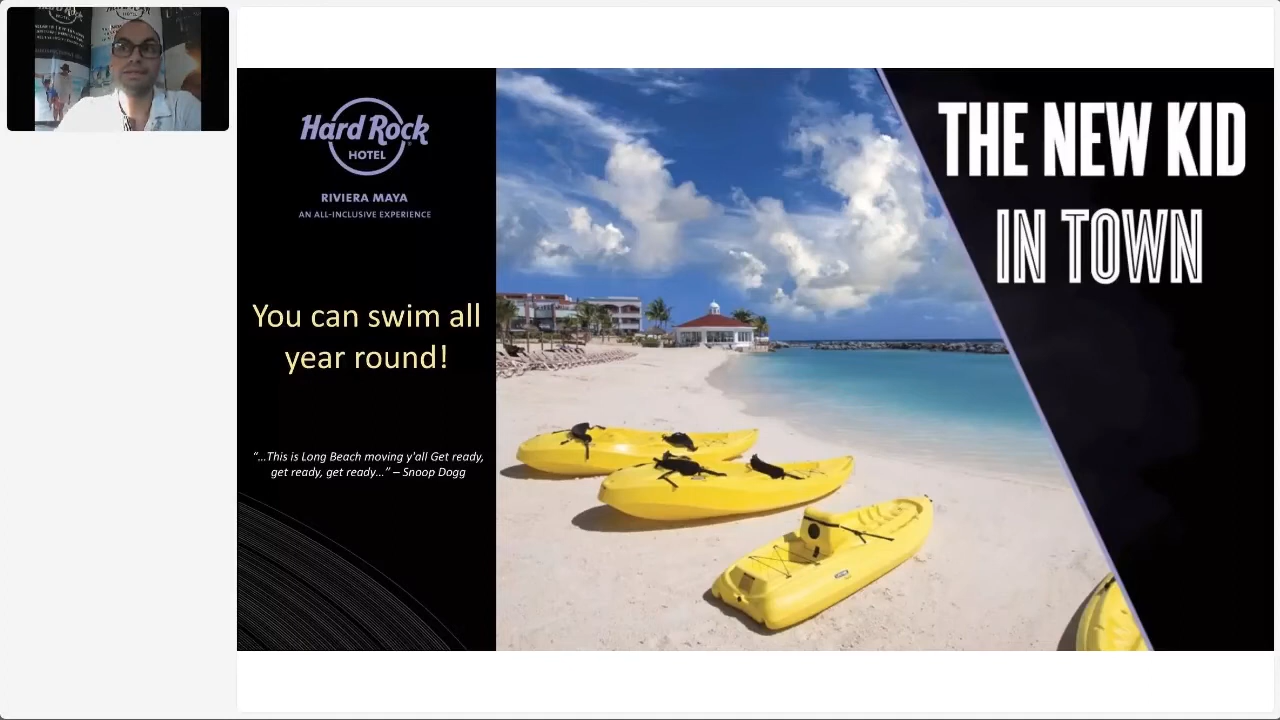 Hard Rock
HOTEL
RIVIERA MAYA
AN ALL-INCLUSIVE EXPERIENCE
You can swim all
year round!
“...This is Long Beach moving y'all Get ready,
get ready, get ready...” – Snoop Dogg
THE NEW KID
IN TOWN